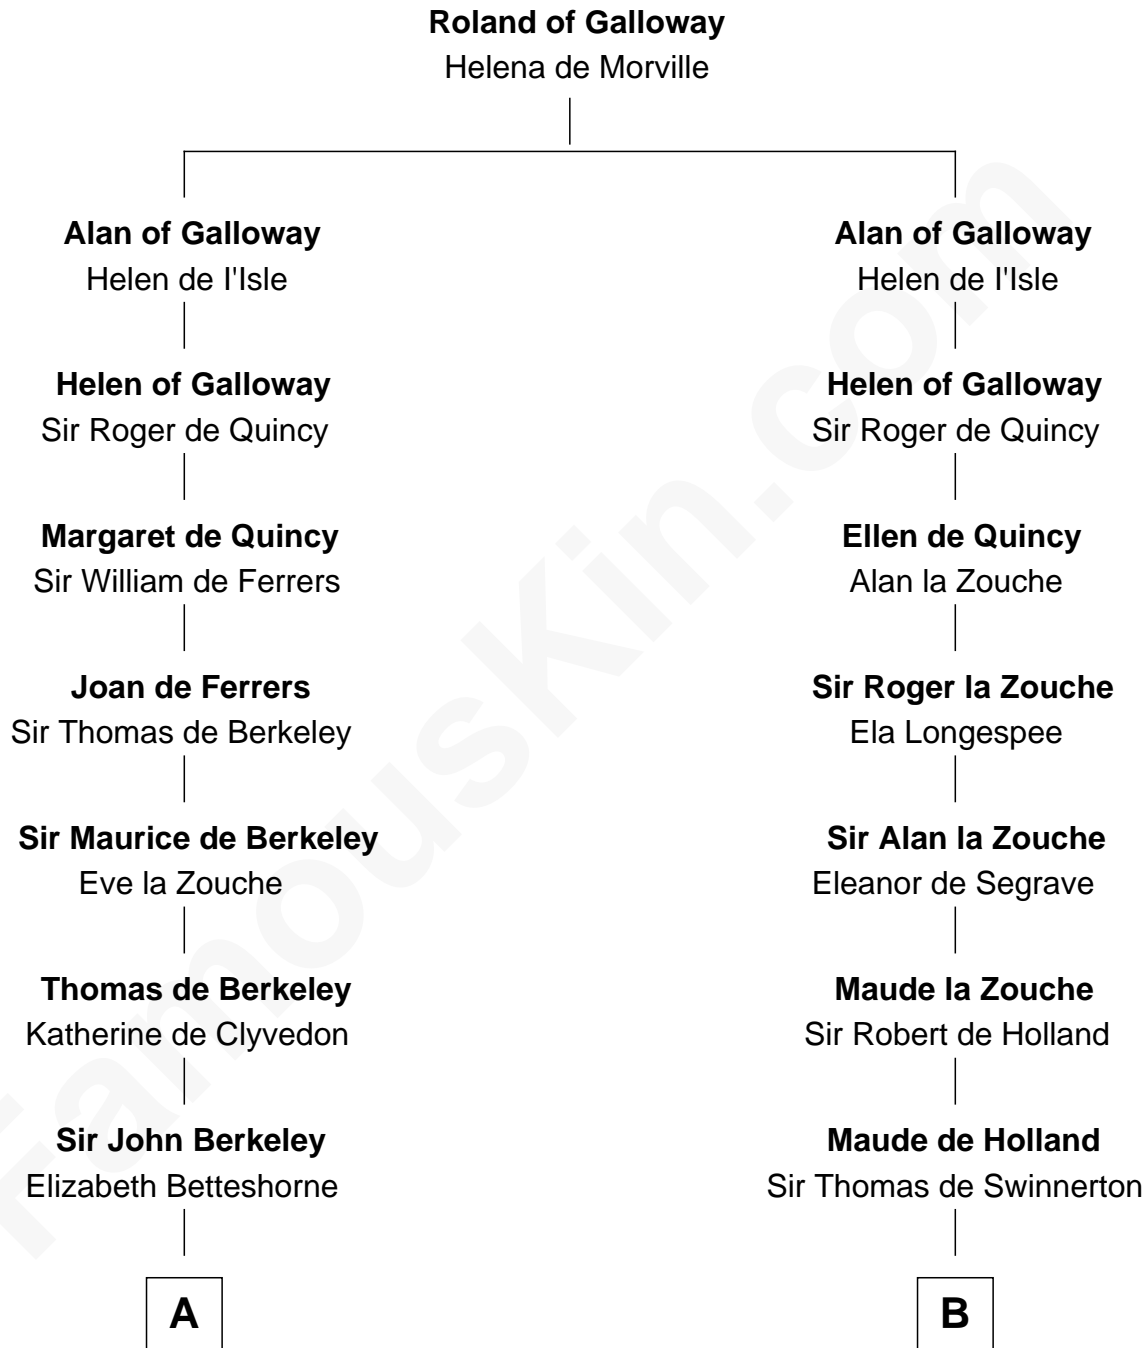 Roland of Galloway
Helena de Morville
Alan of Galloway
Helen de I'Isle
Helen of Galloway
Sir Roger de Quincy
Margaret de Quincy
Sir William de Ferrers
Joan de Ferrers
Sir Thomas de Berkeley
Sir Maurice de Berkeley
Eve la Zouche
Thomas de Berkeley
Katherine de Clyvedon
Sir John Berkeley
Elizabeth Betteshorne
A
Alan of Galloway
Helen de I'Isle
Helen of Galloway
Sir Roger de Quincy
Ellen de Quincy
Alan la Zouche
Sir Roger la Zouche
Ela Longespee
Sir Alan la Zouche
Eleanor de Segrave
Maude la Zouche
Sir Robert de Holland
Maude de Holland
Sir Thomas de Swinnerton
B
FamousKin.com